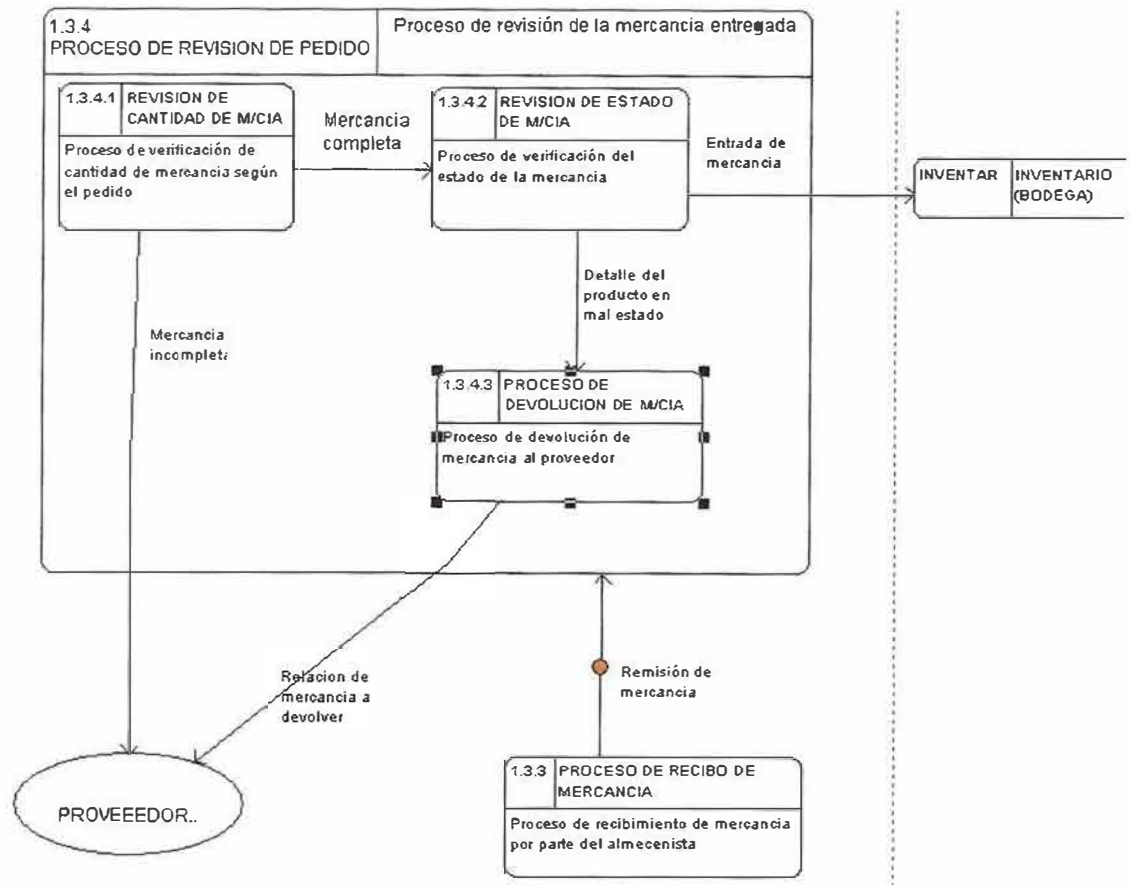 1.3.4
PROCESO DE REVISION DE PEDIDO
Proceso de revisión de la mercancia entregada
1.3.4.1
REVISION DE
CANTIDAD DE M/CIA
Proceso de verificación de
cantidad de mercancia según
el pedido
Mercancia
completa
1.3.4.2
REVISION DE ESTADO
DE M/CIA
Proceso de verificación del
estado de la mercancia
Entrada de
mercancia
INVENTAR
INVENTARIO
(BODEGA)
Detalle del
producto en
mal estado
Mercancia
incompleta
1.3.4.3
PROCESO DE
DEVOLUCION DE M/CIA
Proceso de devolución de
mercancia al proveedor
Relacion de
mercancia a
devolver
Remisión de
mercancia
PROVEEEDOR..
1.3.3
PROCESO DE RECIBO DE
MERCANCIA
Proceso de recibimiento de mercancia
por parte del almecenista